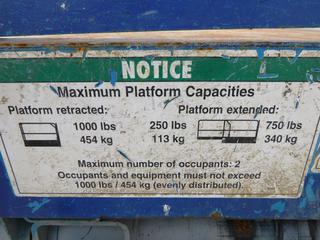 NOTICE
Maximum Platform Capacities
Platform retracted: Platform extended:
1000 lbs 250 lbs 750 lbs
454 kg 113 kg 340 kg
Maximum number of occupants: 2
Occupants and equipment must not exceed
1000 lbs / 454 kg (evenly distributed).